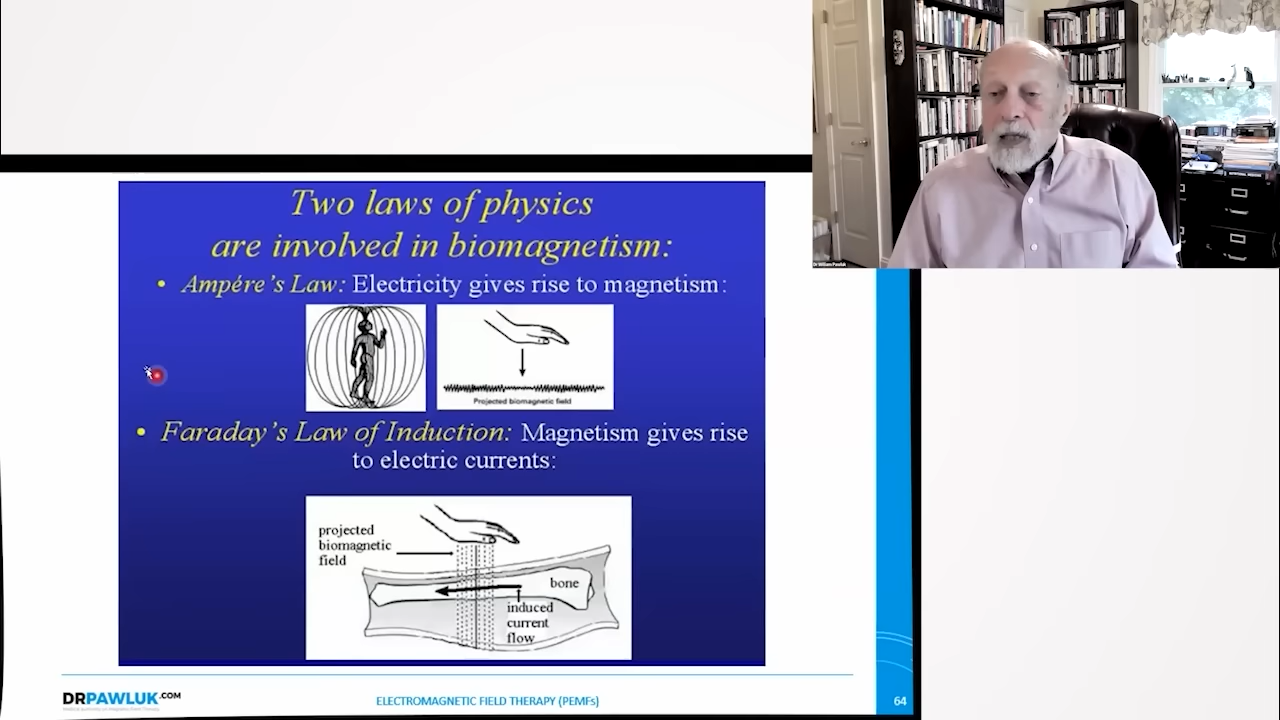 Two laws of physics
are involved in biomagnetism:
• Ampére's Law: Electricity gives rise to magnetism:
Projected biomagnetic field
• Faraday's Law of Induction: Magnetism gives rise
to electric currents:
projected
biomagnetic
field
bone
induced
current
flow
DRPAWLUK.COM
ELECTROMAGNETIC FIELD THERAPY (PEMFs)
64
Dr William Pawluk